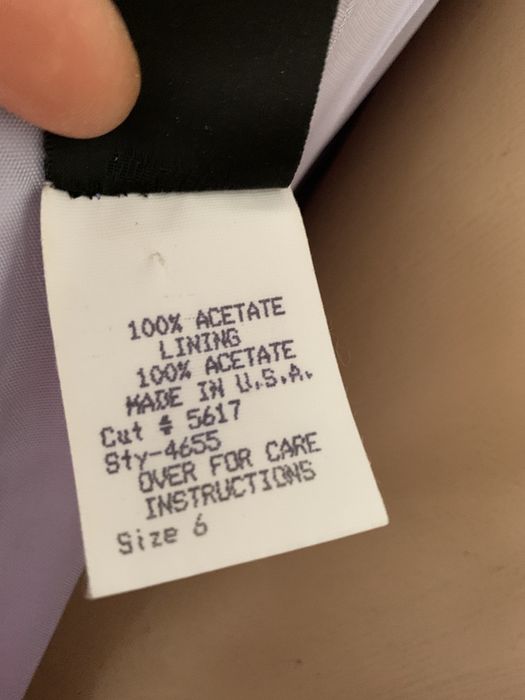 100% ACETATE
LINING
100% ACETATE
MADE IN U.S.A.
Cut # 5617
Sty-4655
OVER FOR CARE
INSTRUCTIONS
Size 6